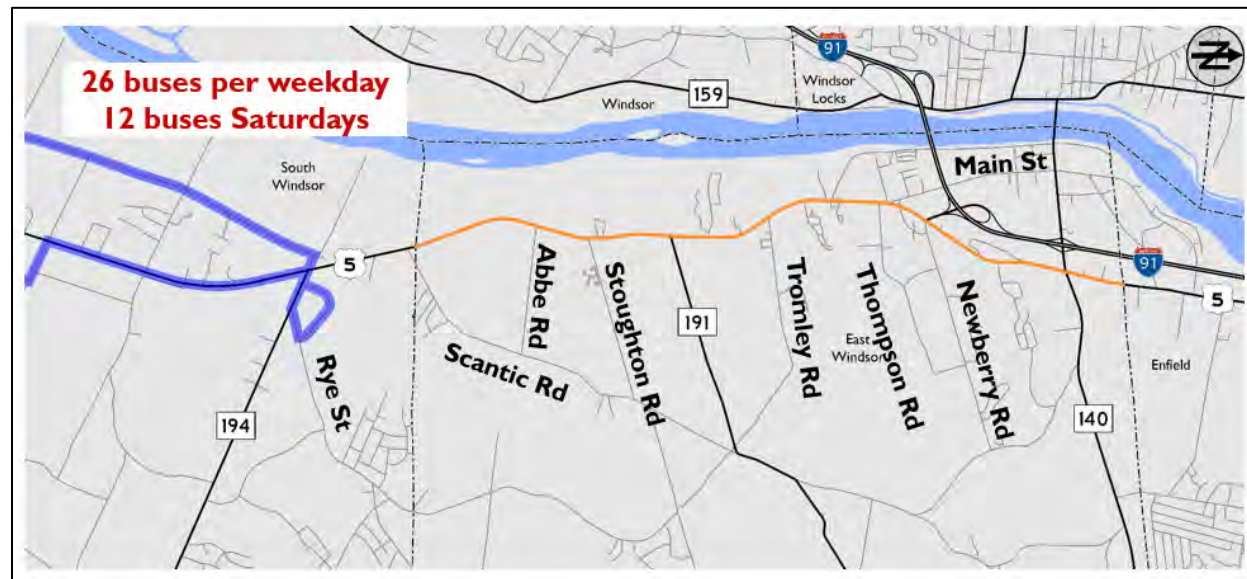 26 buses per weekday
12 buses Saturdays
91
N
Windsor
Locks
Windsor
159
South
Windsor
Main St
5
91
5
Abbe Rd
Stoughton Rd
191
Tromley Rd
Thompson Rd
East
Windsor
Newberry Rd
Enfield
Scantic Rd
Rye St
194
140